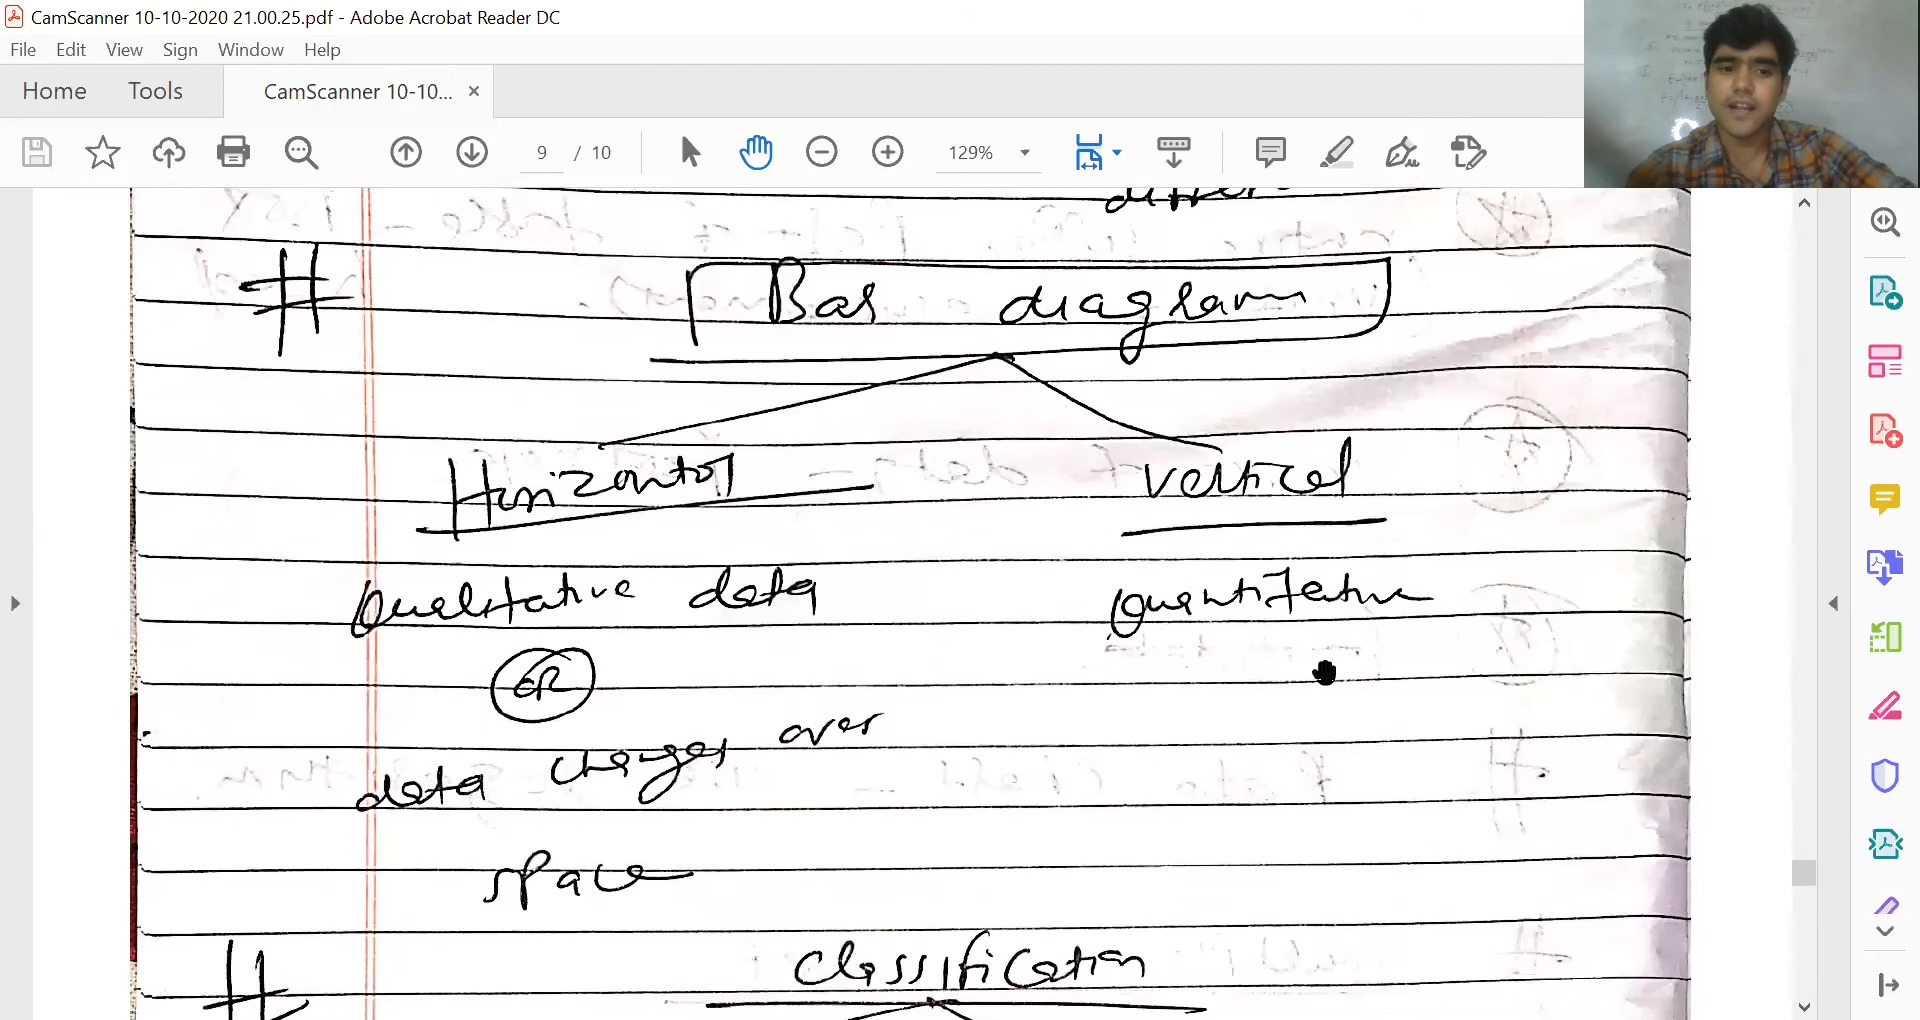 CamScanner 10-10-2020 21.00.25.pdf - Adobe Acrobat Reader DC
File Edit View Sign Window Help
Home Tools CamScanner 10-10... ×
9 / 10 129%
differ
# Bar diagram
Horizontal Vertical
Qualitative data Quantitative
OR
data changes over
space
# Classification